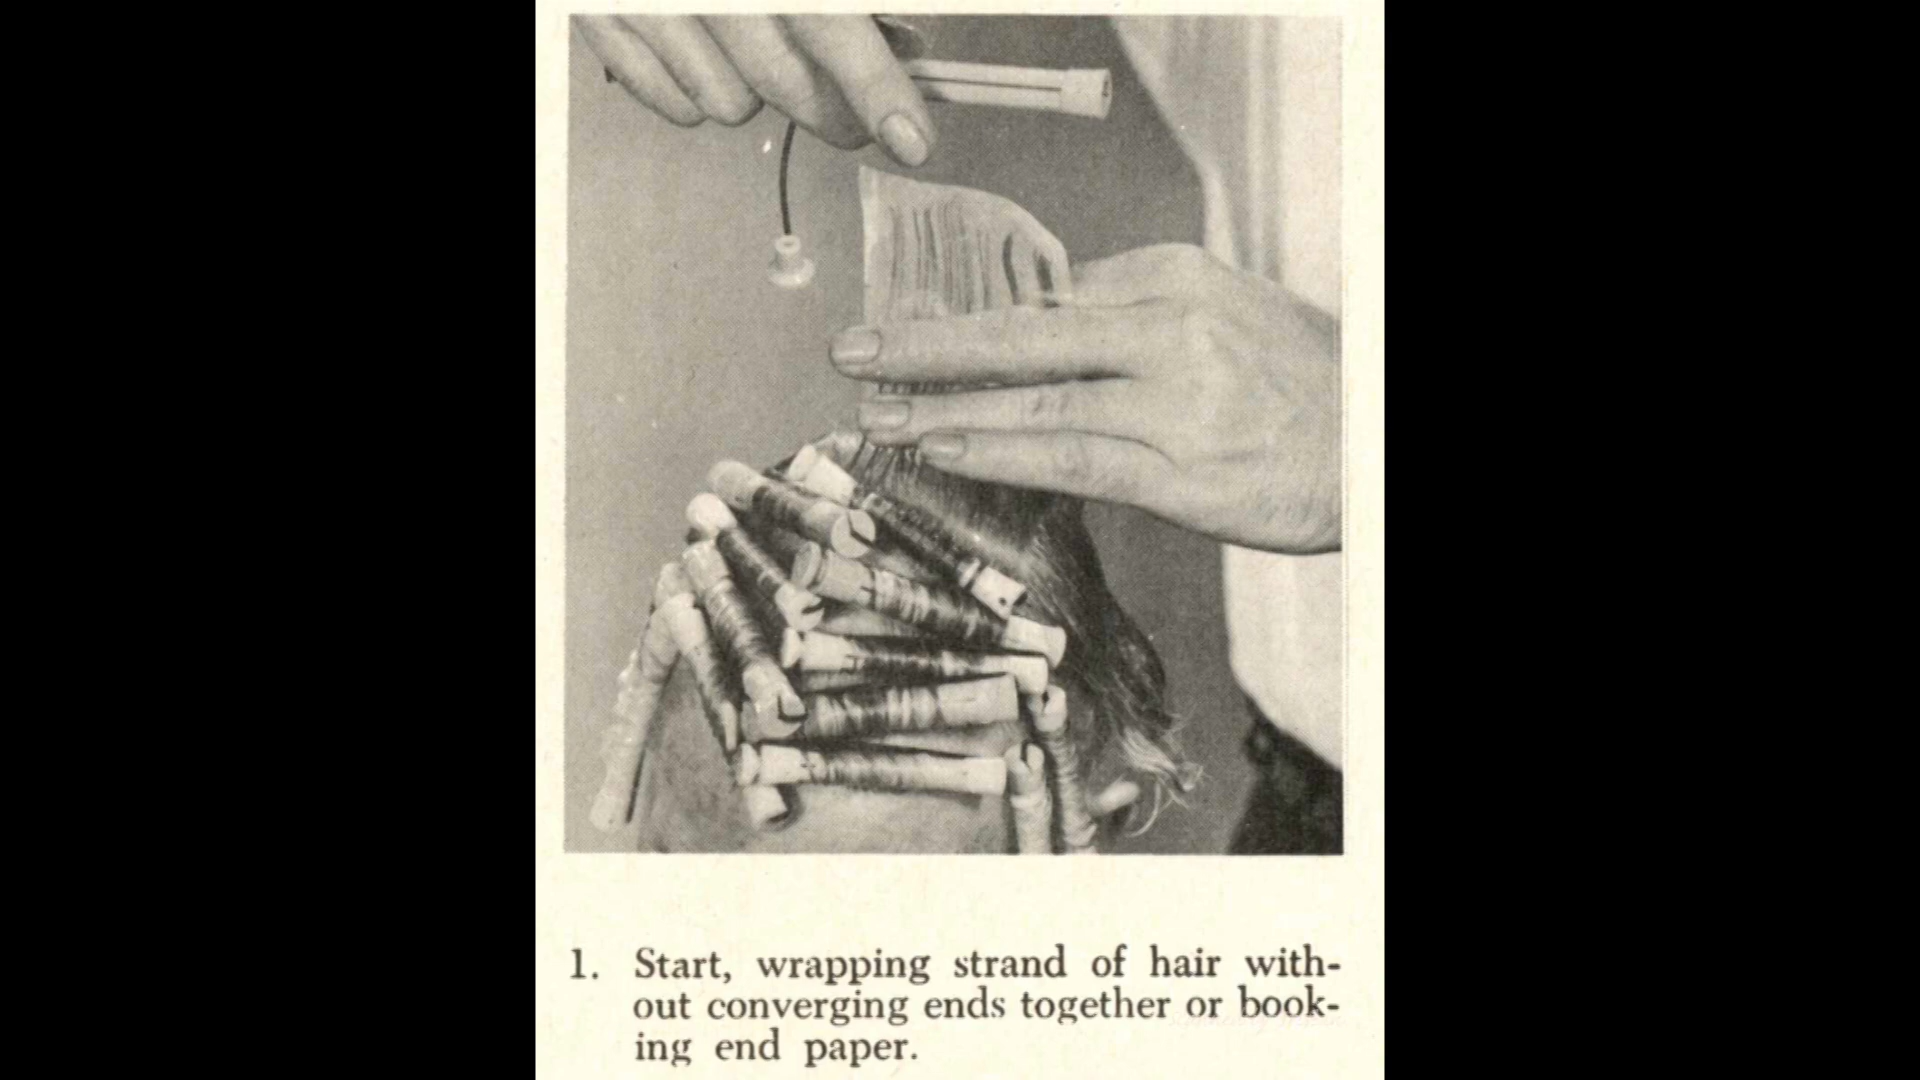 1. Start, wrapping strand of hair with-
out converging ends together or book-
ing end paper.